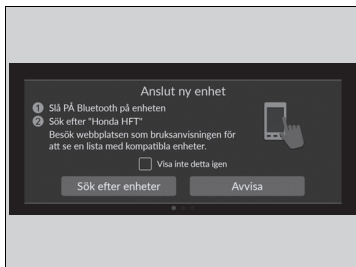 Anslut ny enhet
1 Slå PÅ Bluetooth på enheten
2 Sök efter "Honda HFT"
Besök webbplatsen som bruksanvisningen för
att se en lista med kompatibla enheter.
Visa inte detta igen
Sök efter enheter
Avvisa